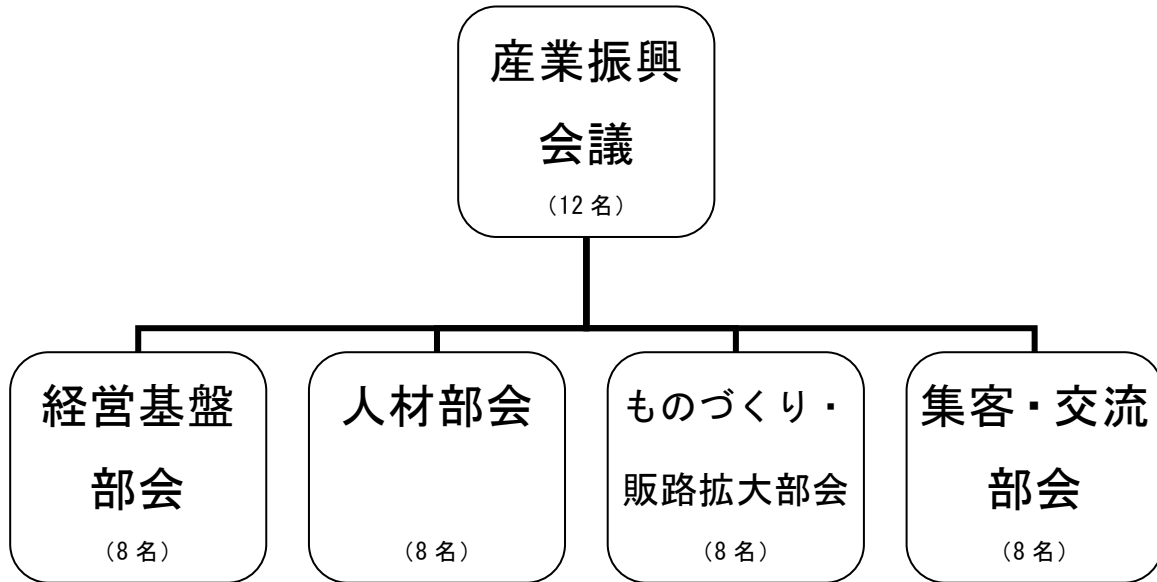 産業振興
会議
（12 名）
経営基盤
部会
（8 名）
人材部会
（8 名）
ものづくり・
販路拡大部会
（8 名）
集客・交流
部会
（8 名）